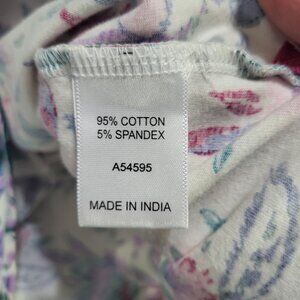 95% COTTON
5% SPANDEX
A54595
MADE IN INDIA